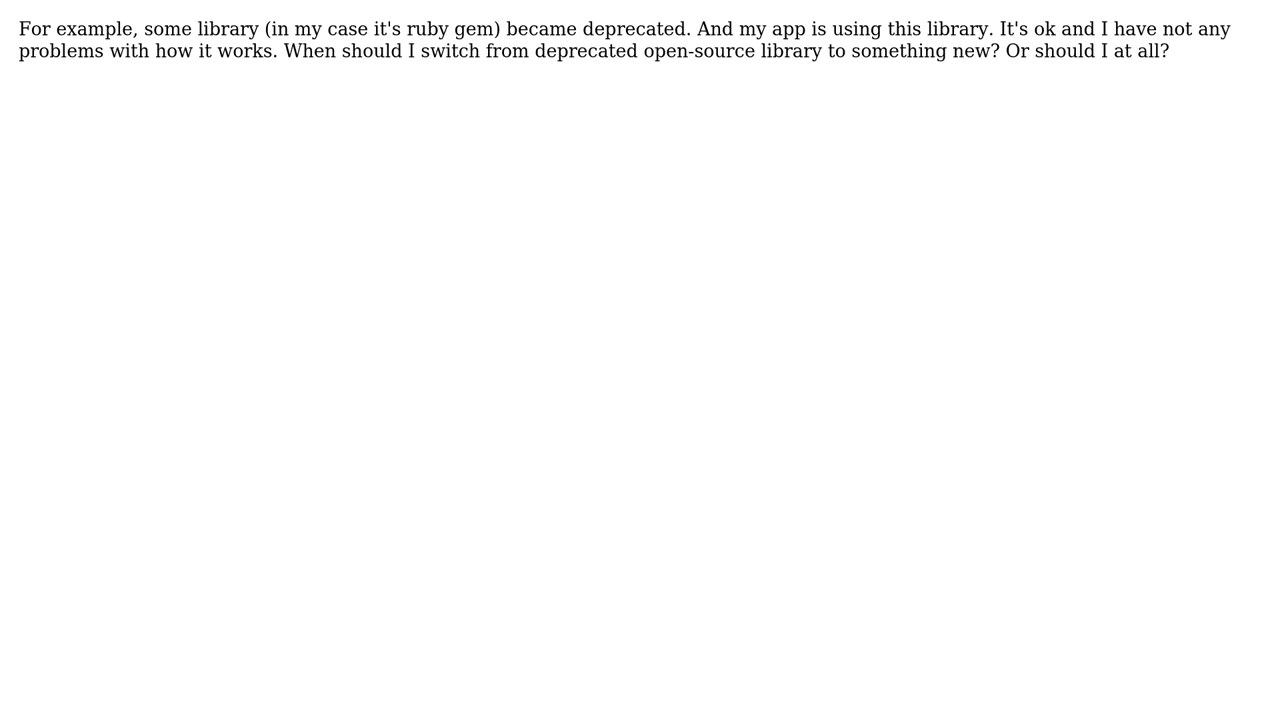 For example, some library (in my case it's ruby gem) became deprecated. And my app is using this library. It's ok and I have not any
problems with how it works. When should I switch from deprecated open-source library to something new? Or should I at all?